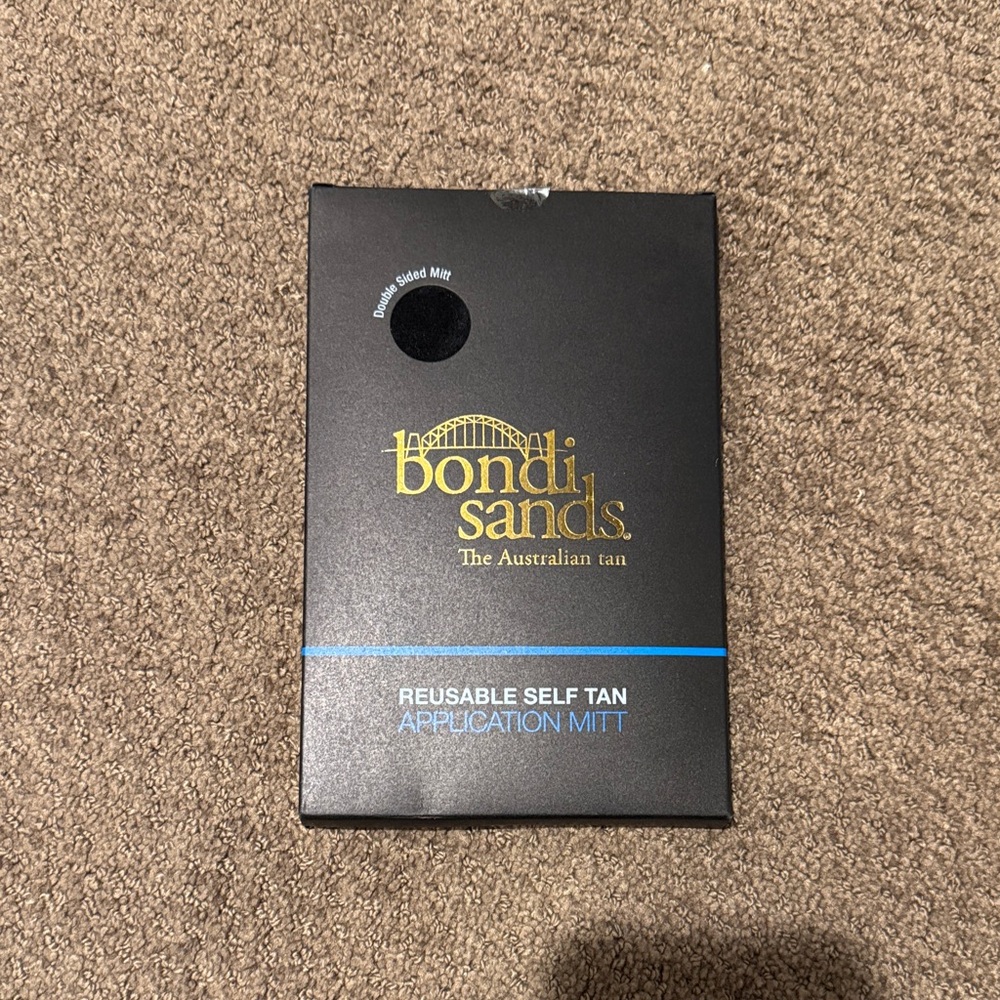 Double Sided Mitt
bondi
sands®
The Australian tan
REUSABLE SELF TAN
APPLICATION MITT